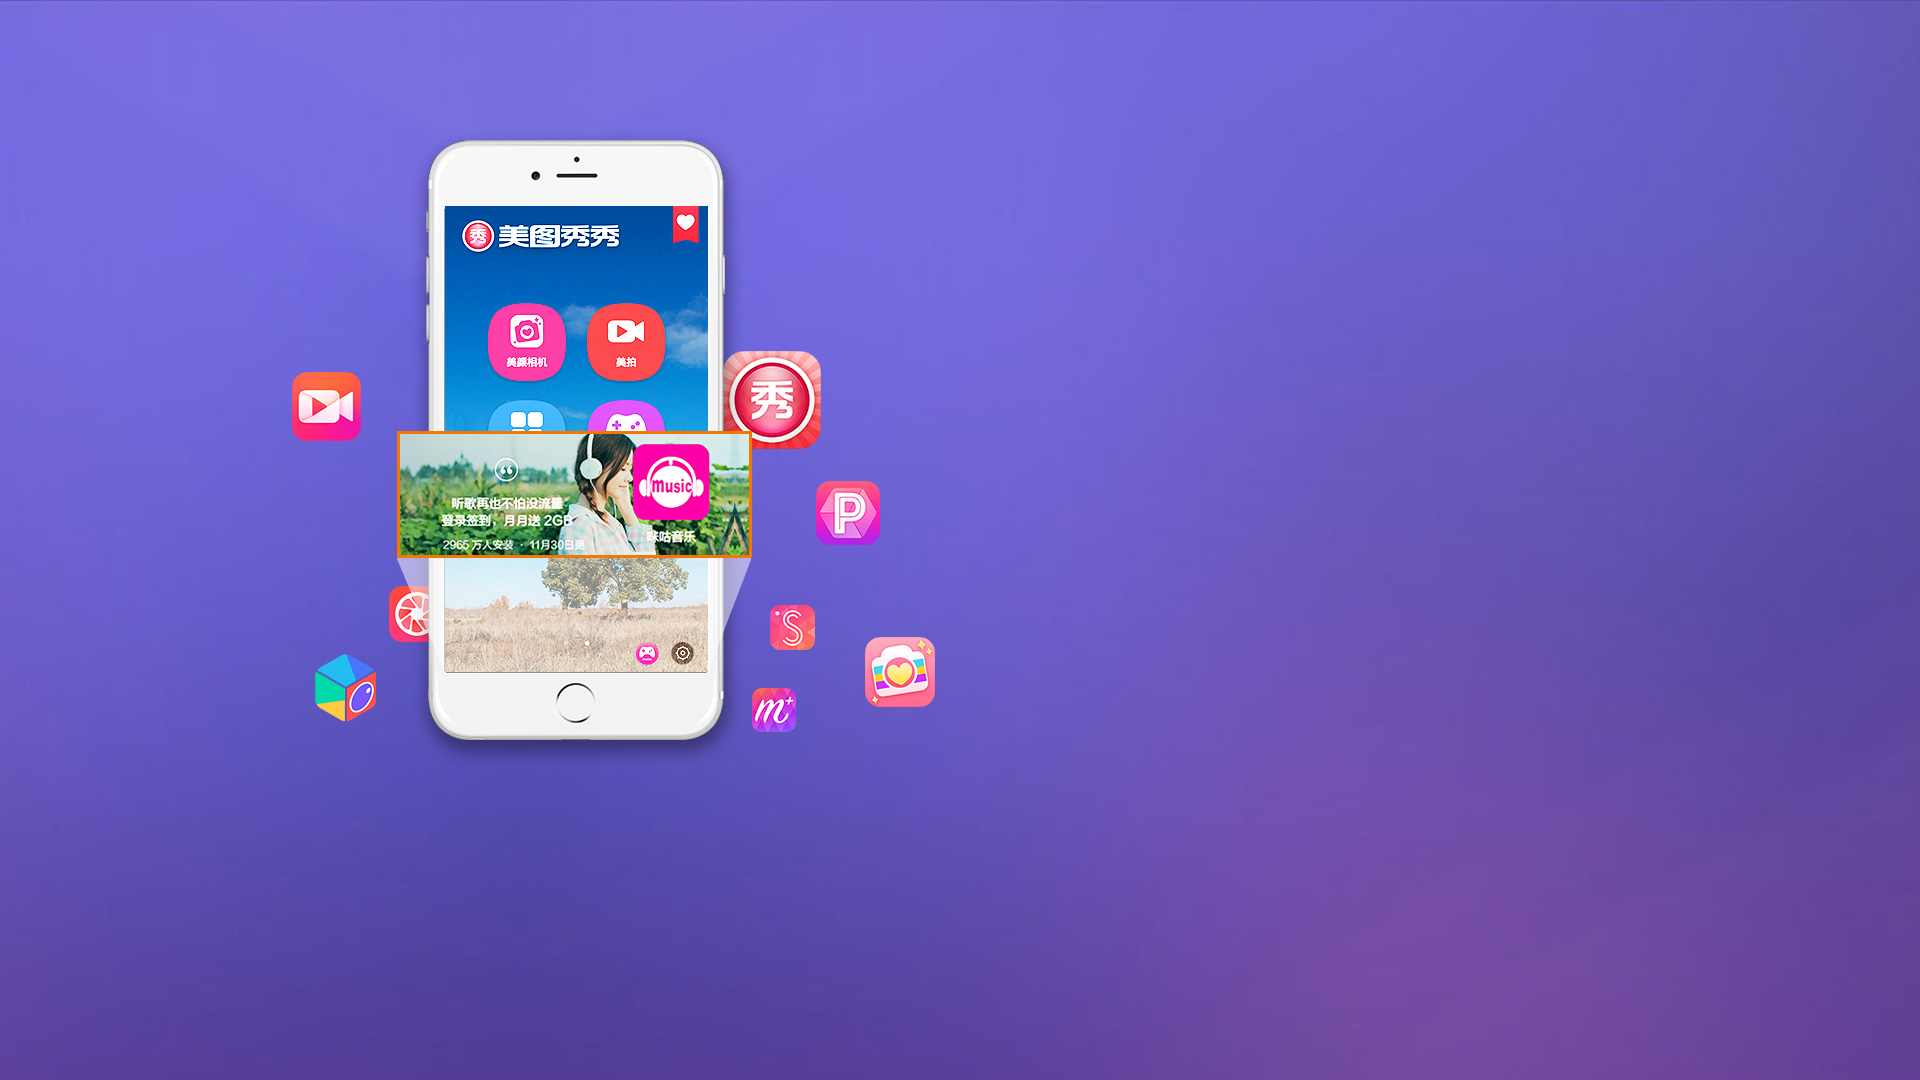 秀 美图秀秀
美颜相机
美拍
秀
music
听歌再也不怕没流量
登录签到，月月送 2GB
咪咕音乐
2965 万人安装 · 11月30日更
P
S
m+